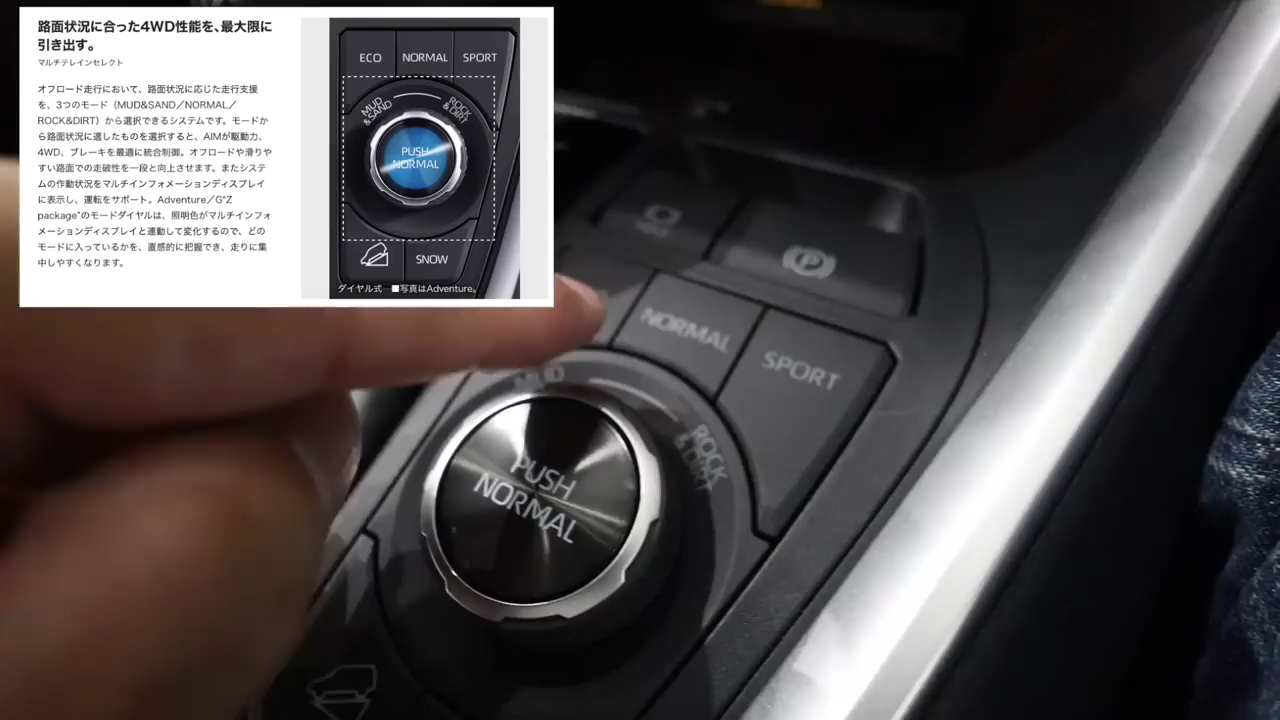 路面状況に合った4WD性能を、最大限に
引き出す。
マルチテレインセレクト
オフロード走行において、路面状況に応じた走行支援
を、3つのモード（MUD&SAND／NORMAL／
ROCK&DIRT）から選択できるシステムです。モードか
ら路面状況に適したものを選択すると、AIMが駆動力、
4WD、ブレーキを最適に統合制御。オフロードや滑りや
すい路面での走破性を一段と向上させます。またシステ
ムの作動状況をマルチインフォメーションディスプレイ
に表示し、運転をサポート。Adventure／G"Z
package"のモードダイヤルは、照明色がマルチインフォ
メーションディスプレイと連動して変化するので、どの
モードに入っているかを、直感的に把握でき、走りに集
中しやすくなります。
ECO NORMAL SPORT
MUD
&SAND
ROCK
&DIRT
PUSH
NORMAL
SNOW
ダイヤル式 ■写真はAdventure。
NORMAL
SPORT
MUD
ROCK
&DIRT
PUSH
NORMAL